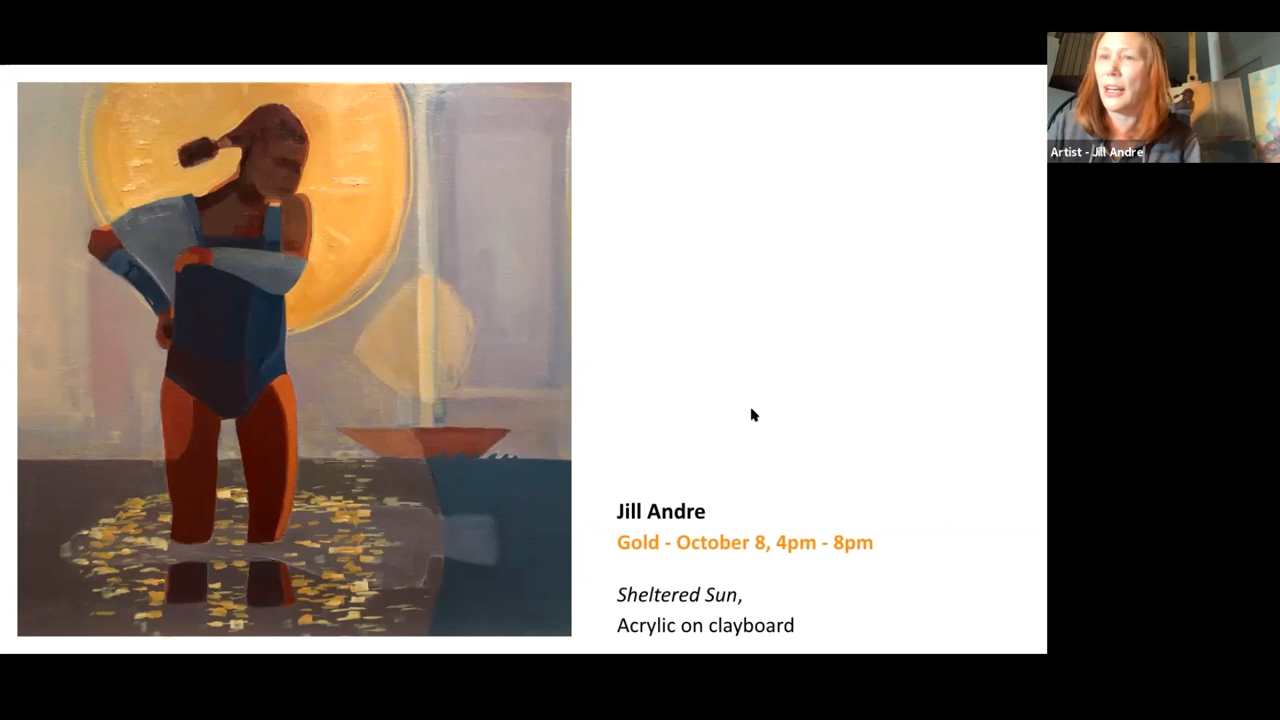 Artist - Jill Andre
Jill Andre
Gold - October 8, 4pm - 8pm
Sheltered Sun,
Acrylic on clayboard